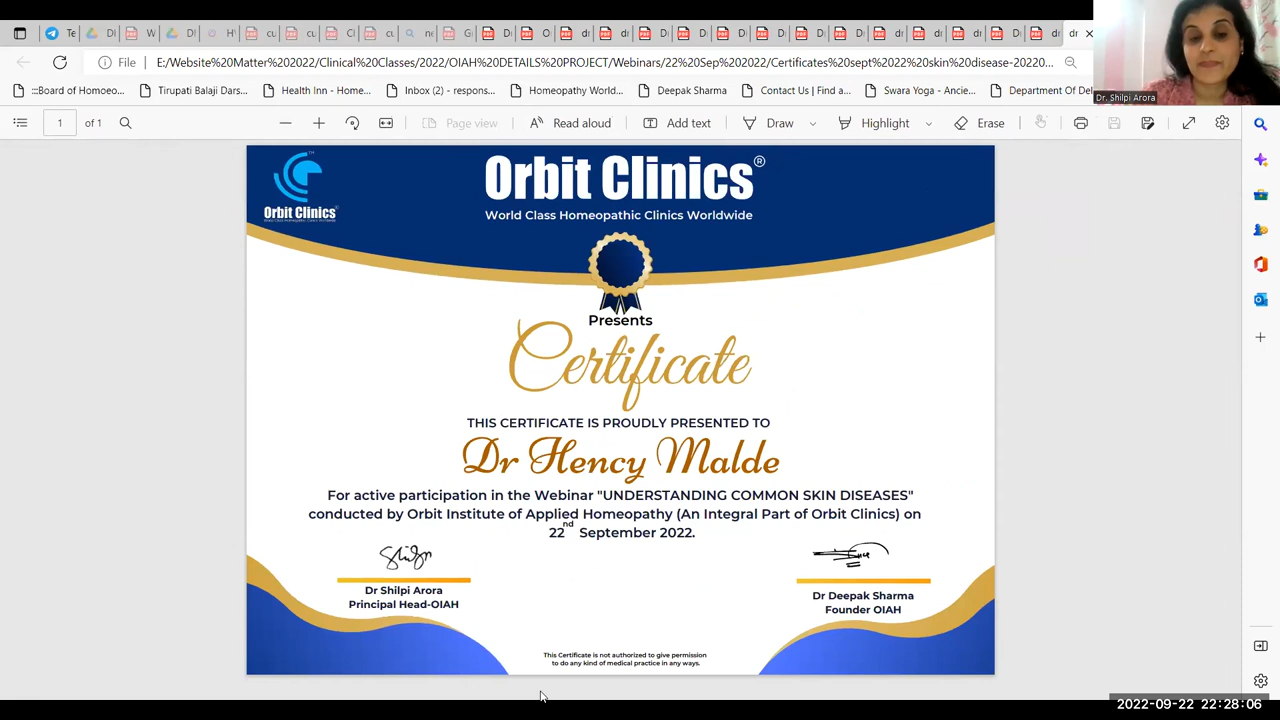 Te
File
E:/Website%20Matter%202022/Clinical%20Classes/2022/OIAH%20DETAILS%20PROJECT/Webinars/22%20Sep%202022/Certificates%20sept%2022%20skin%20disease-20220...
:::Board of Homoeo...
Tirupati Balaji Dars...
Health Inn - Home...
Inbox (2) - respons...
Homeopathy World...
Deepak Sharma
Contact Us | Find a...
Swara Yoga - Ancie...
Department Of Del
Dr. Shilpi Arora
1 of 1
Page view
Read aloud
Add text
Draw
Highlight
Erase
Orbit Clinics
Orbit Clinics®
World Class Homeopathic Clinics Worldwide
Presents
Certificate
THIS CERTIFICATE IS PROUDLY PRESENTED TO
Dr Hency Malde
For active participation in the Webinar "UNDERSTANDING COMMON SKIN DISEASES"
conducted by Orbit Institute of Applied Homeopathy (An Integral Part of Orbit Clinics) on
22nd September 2022.
Dr Shilpi Arora
Principal Head-OIAH
Dr Deepak Sharma
Founder OIAH
This Certificate is not authorized to give permission
to do any kind of medical practice in any ways.
2022-09-22 22:28:06